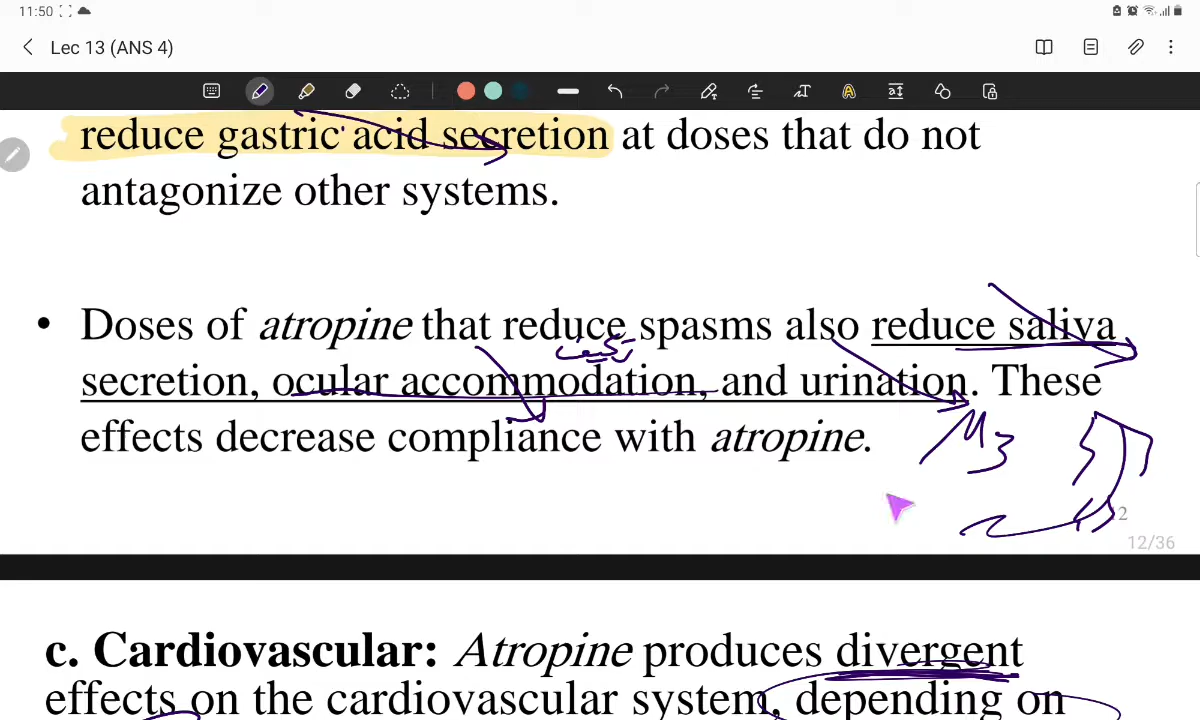 11:50
Lec 13 (ANS 4)
reduce gastric acid secretion at doses that do not
antagonize other systems.
• Doses of atropine that reduce spasms also reduce saliva
secretion, ocular accommodation, and urination. These
effects decrease compliance with atropine.
M3
12
12/36
c. Cardiovascular: Atropine produces divergent
effects on the cardiovascular system, depending on